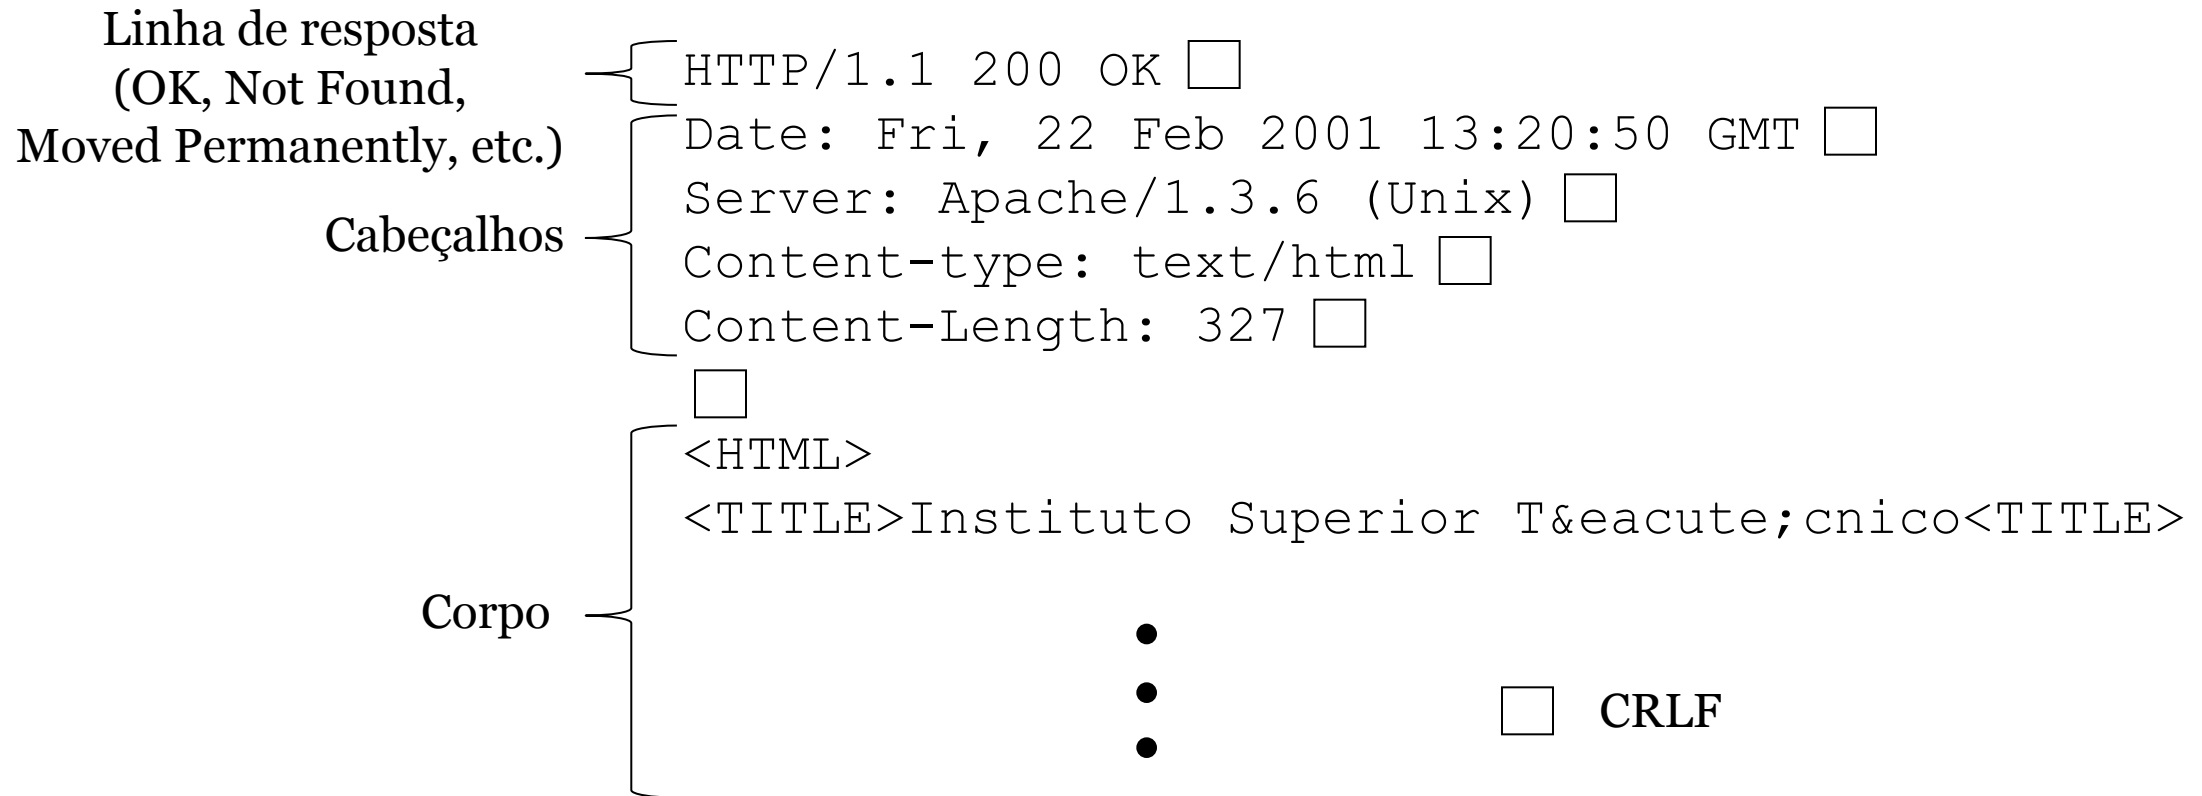 Linha de resposta
(OK, Not Found,
Moved Permanently, etc.)
HTTP/1.1 200 OK
Date: Fri, 22 Feb 2001 13:20:50 GMT
Server: Apache/1.3.6 (Unix)
Content-type: text/html
Content-Length: 327
Cabeçalhos
<HTML>
<TITLE>Instituto Superior T&eacute;cnico<TITLE>
Corpo
CRLF